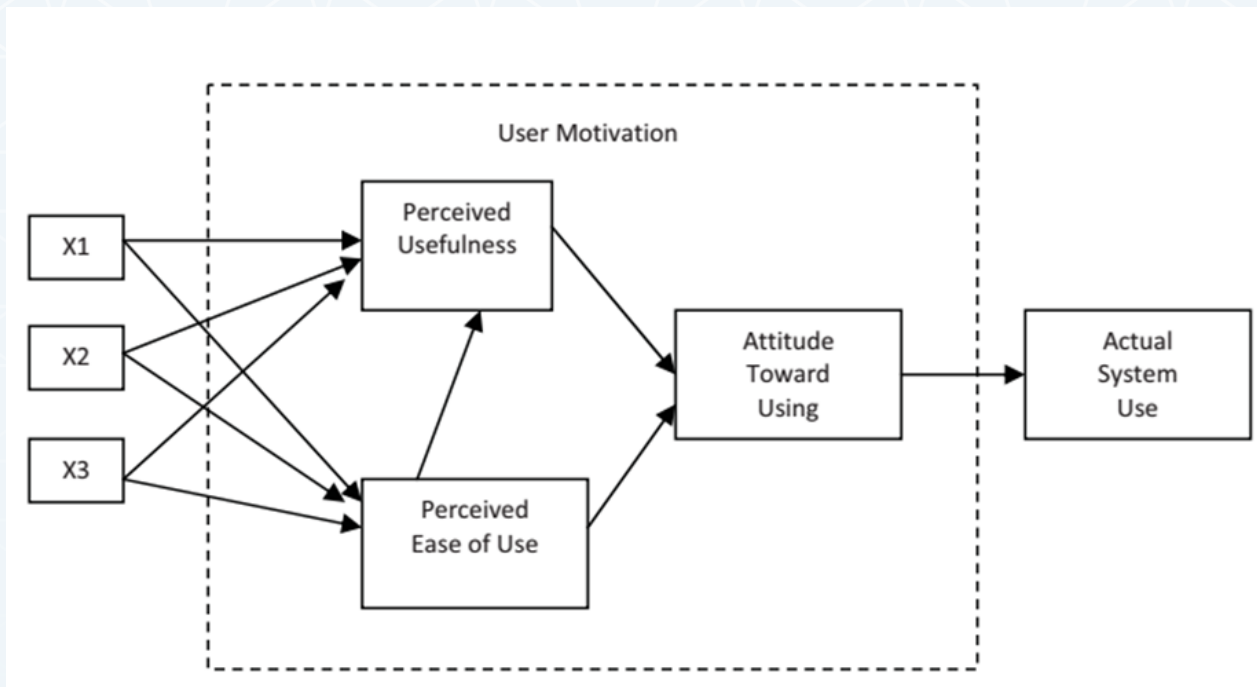 User Motivation
X1
X2
X3
Perceived
Usefulness
Perceived
Ease of Use
Attitude
Toward
Using
Actual
System
Use